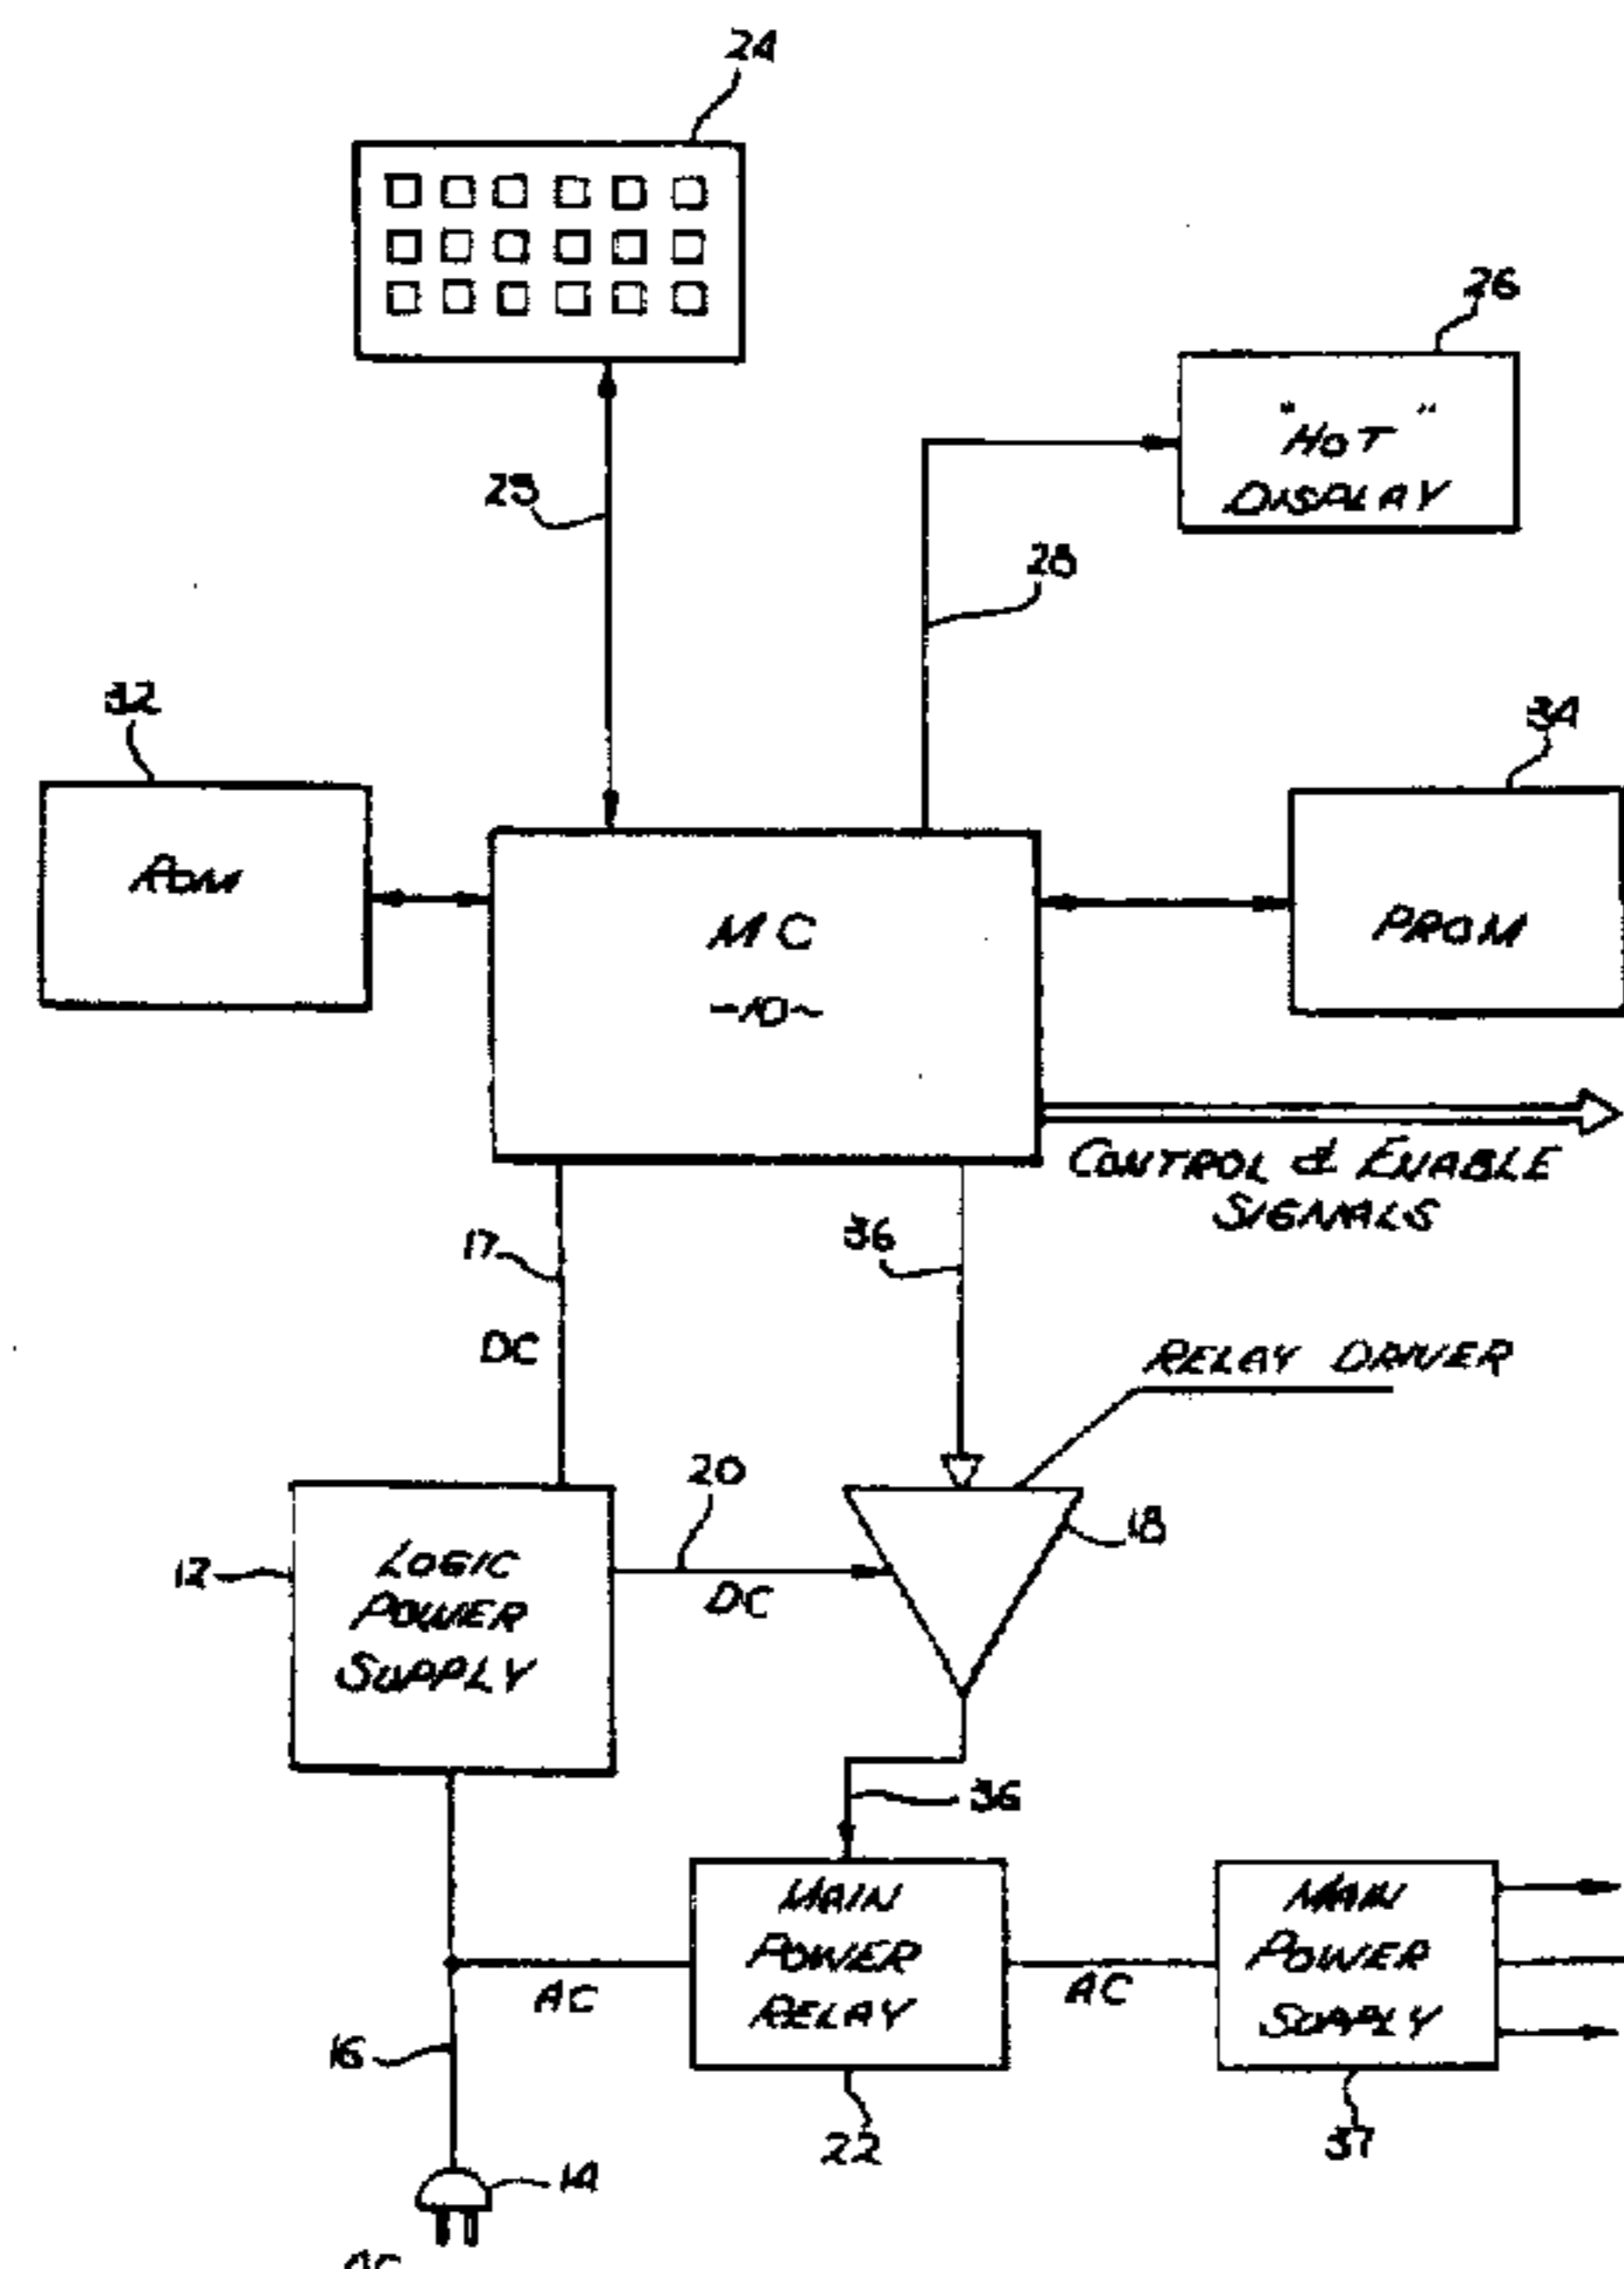 24
26
"HOT"
DISPLAY
25
28
32
34
ROM
MC
-10-
PROM
CONTROL & ENABLE
SIGNALS
17
36
DC
RELAY DRIVER
20
18
12
LOGIC
POWER
SUPPLY
DC
36
MAIN
POWER
RELAY
MAIN
POWER
SUPPLY
AC
AC
16
22
37
14
AC